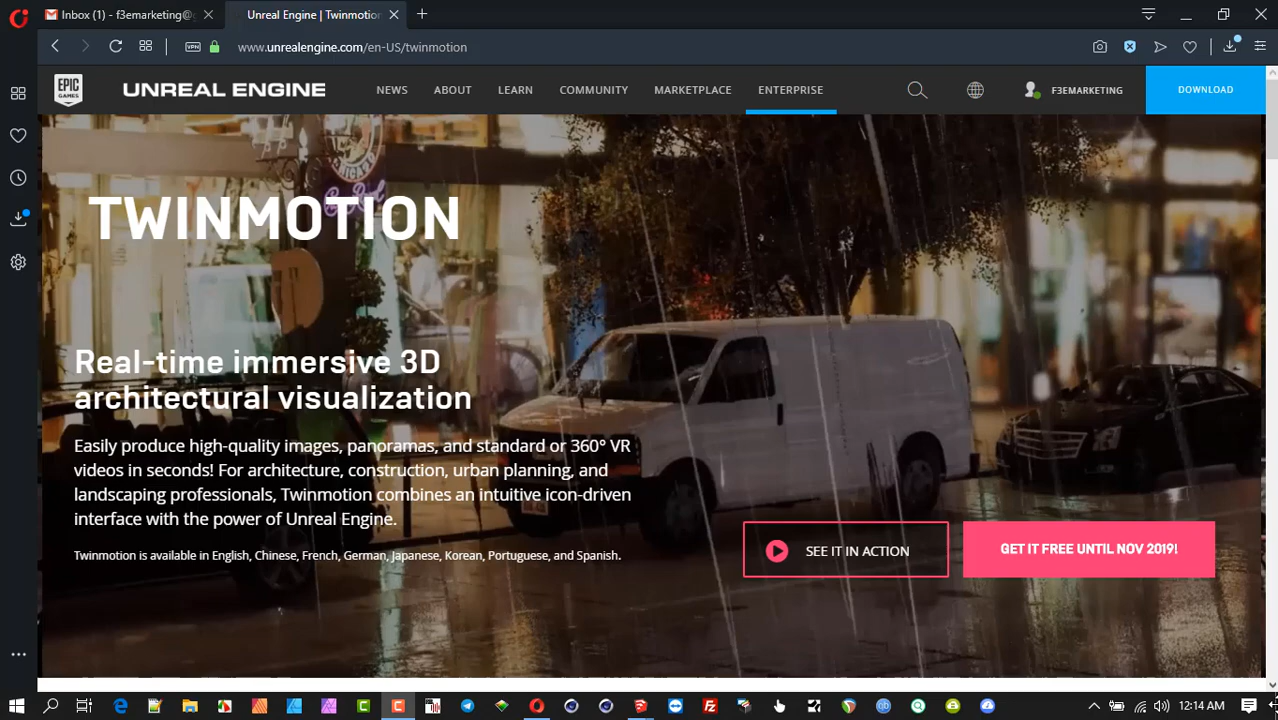 Inbox (1) - f3emarketing@g
Unreal Engine | Twinmotion
VPN
www.unrealengine.com/en-US/twinmotion
EPIC GAMES
UNREAL ENGINE
NEWS
ABOUT
LEARN
COMMUNITY
MARKETPLACE
ENTERPRISE
F3EMARKETING
DOWNLOAD
TWINMOTION
Real-time immersive 3D
architectural visualization
Easily produce high-quality images, panoramas, and standard or 360° VR
videos in seconds! For architecture, construction, urban planning, and
landscaping professionals, Twinmotion combines an intuitive icon-driven
interface with the power of Unreal Engine.
Twinmotion is available in English, Chinese, French, German, Japanese, Korean, Portuguese, and Spanish.
SEE IT IN ACTION
GET IT FREE UNTIL NOV 2019!
12:14 AM